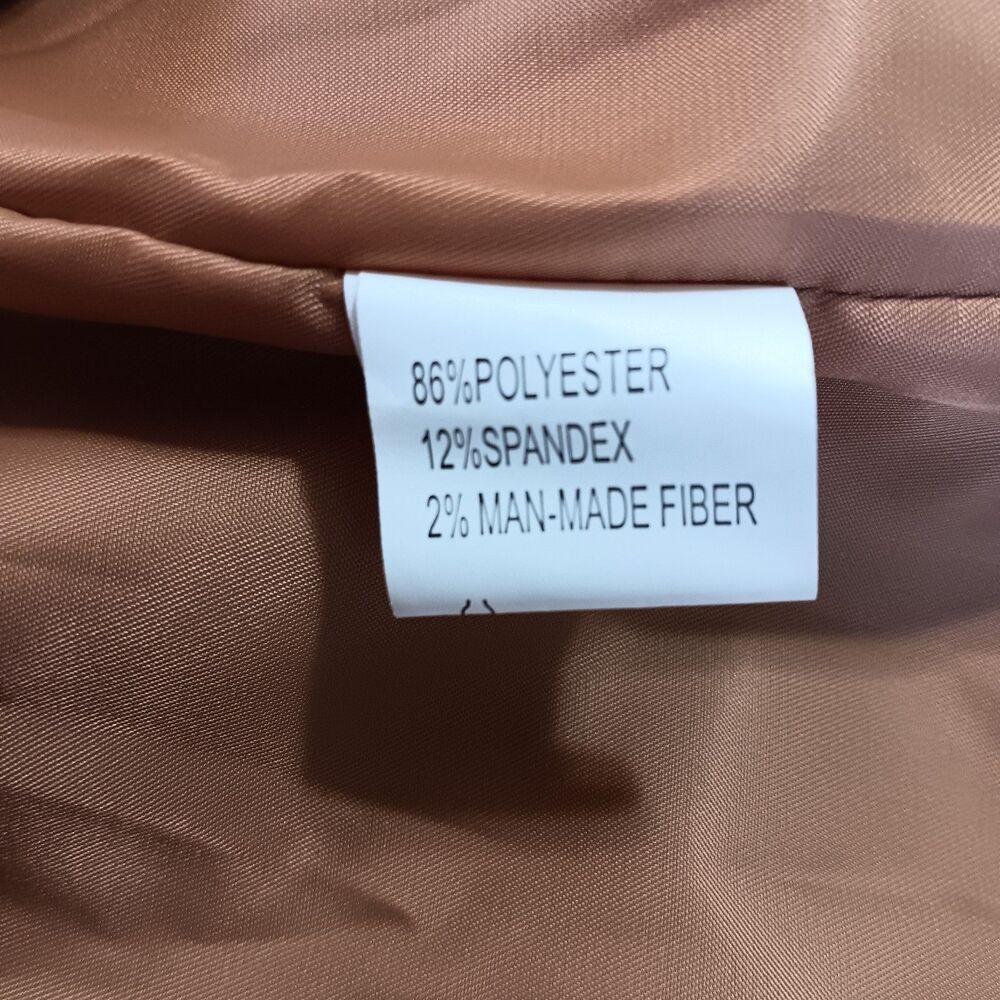 86%POLYESTER
12%SPANDEX
2% MAN-MADE FIBER